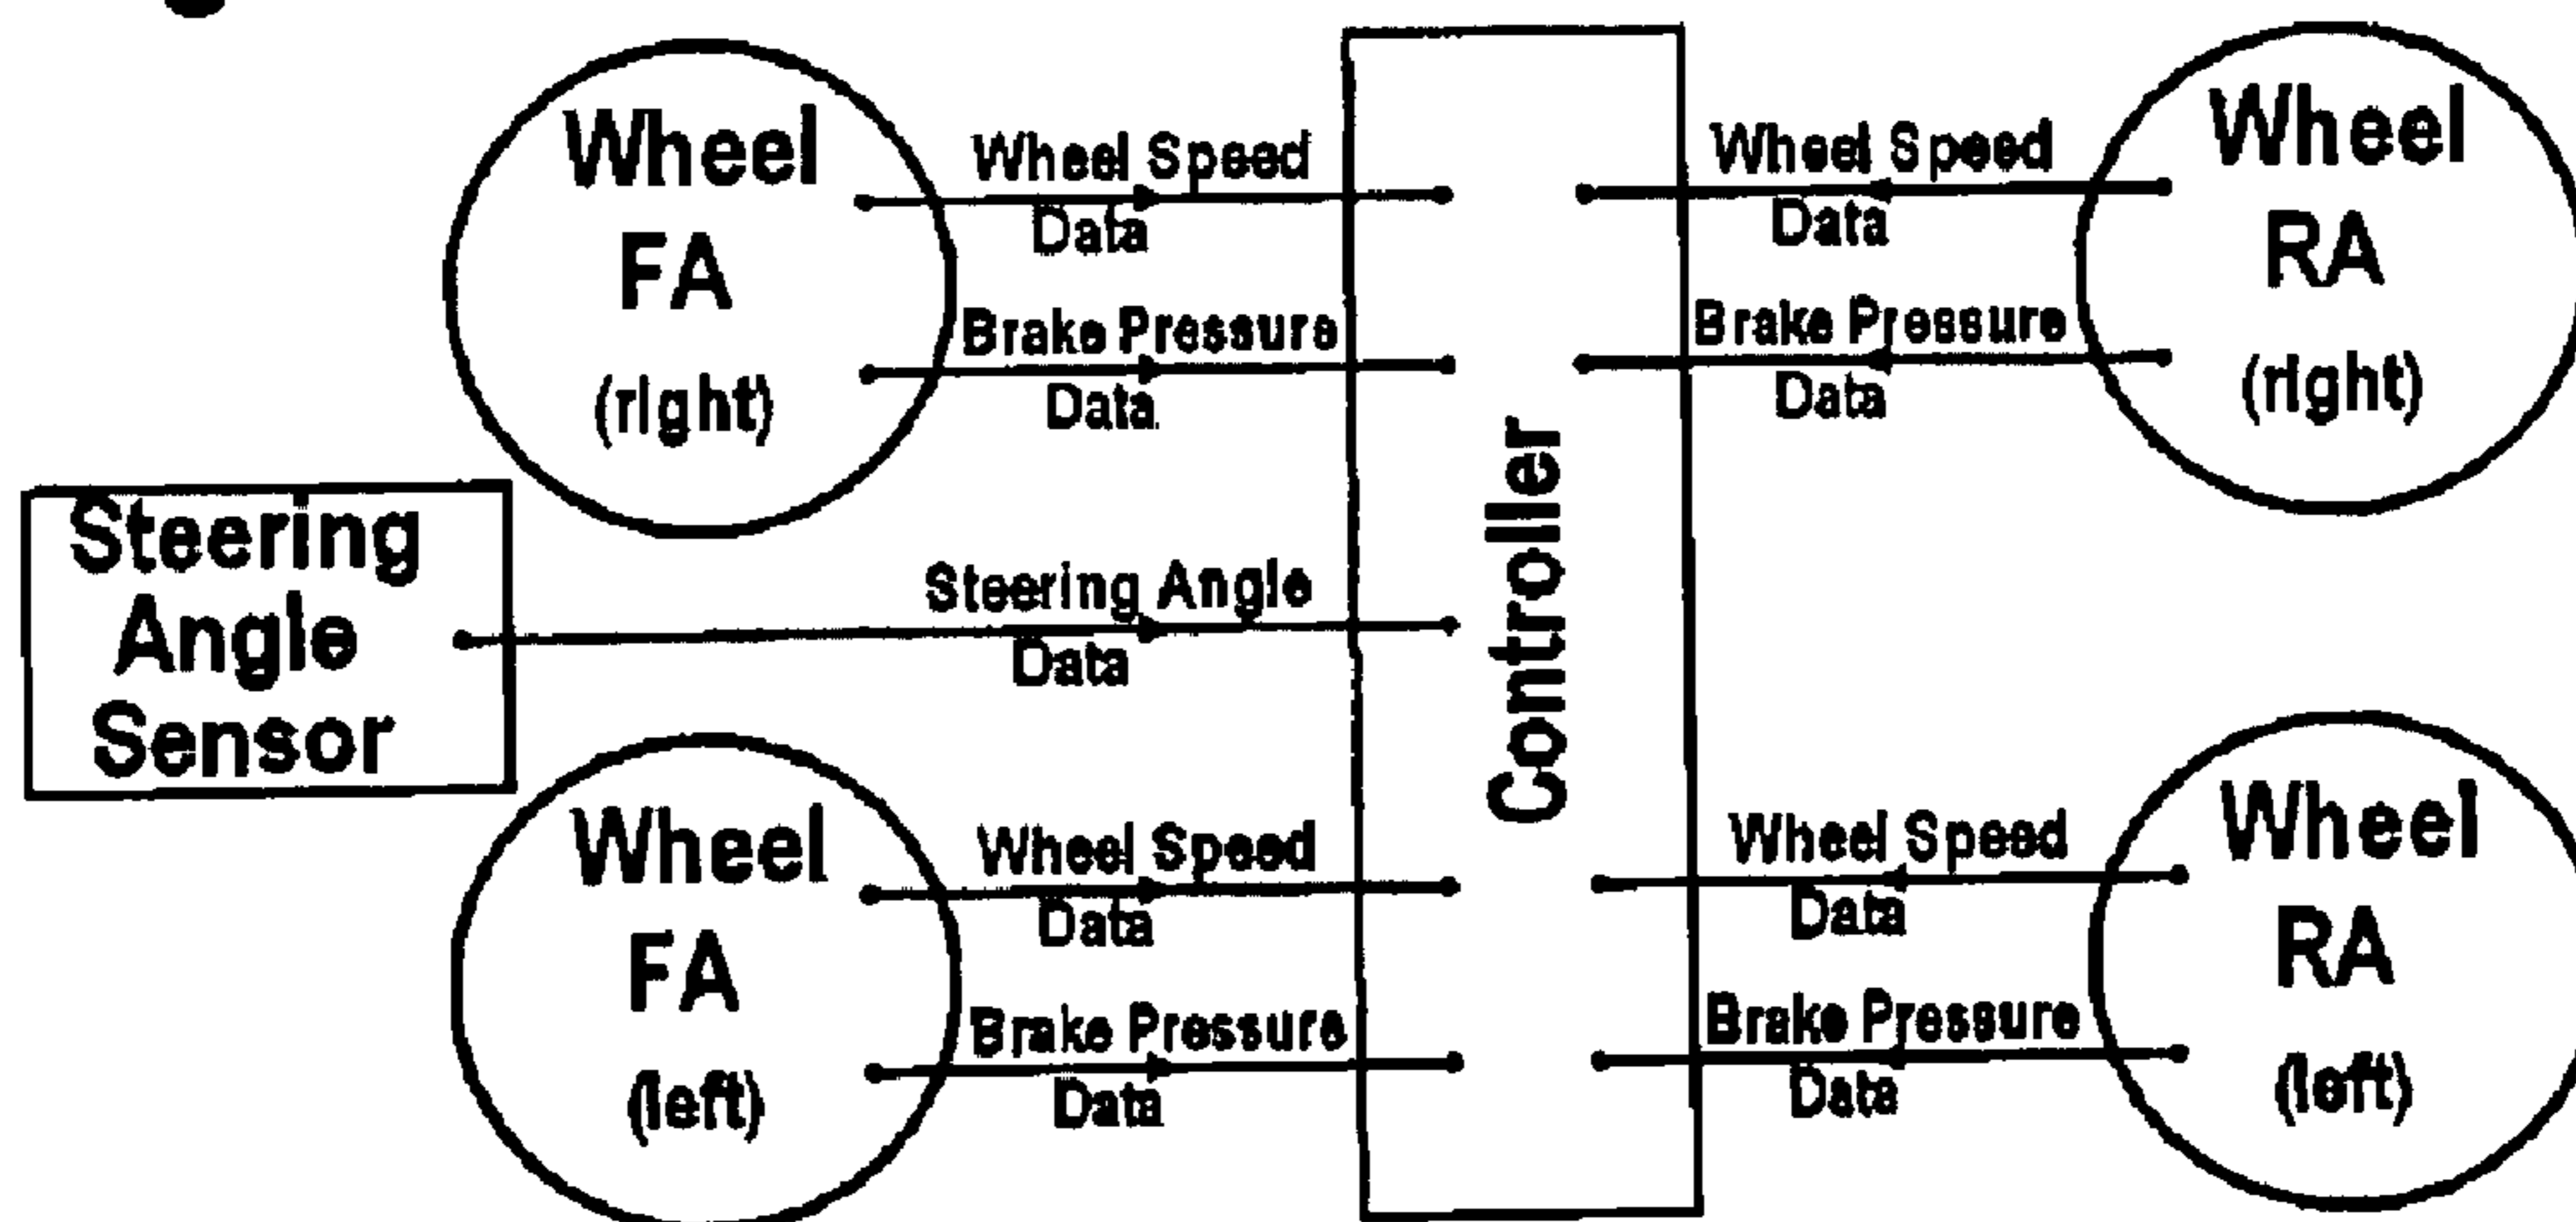 Wheel
FA
(right)
Wheel Speed
Data
Brake Pressure
Data
Steering
Angle
Sensor
Steering Angle
Data
Wheel
FA
(left)
Wheel Speed
Data
Brake Pressure
Data
Controller
Wheel Speed
Data
Brake Pressure
Data
Wheel
RA
(right)
Wheel Speed
Data
Brake Pressure
Data
Wheel
RA
(left)